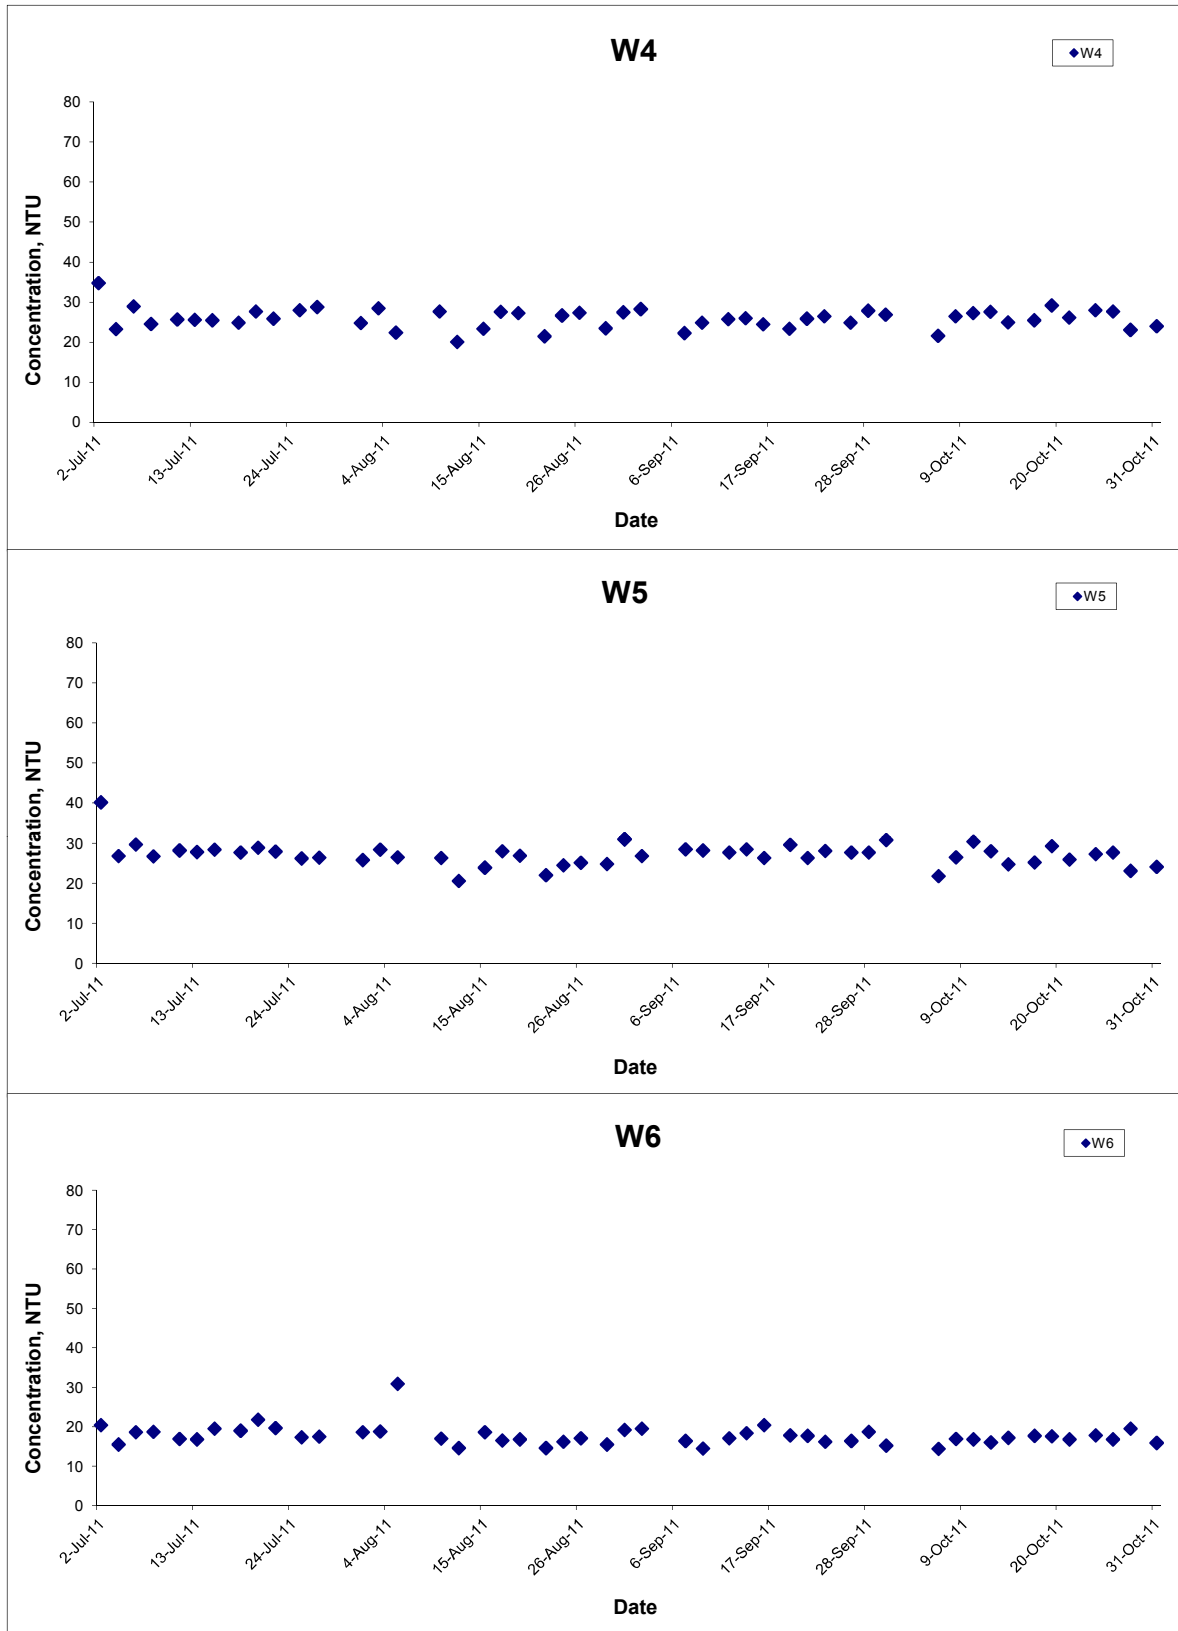 W4
W4
80
70
60
50
40
30
20
10
0
Concentration, NTU
2-Jul-11
13-Jul-11
24-Jul-11
4-Aug-11
15-Aug-11
26-Aug-11
6-Sep-11
17-Sep-11
28-Sep-11
9-Oct-11
20-Oct-11
31-Oct-11
Date
W5
W5
80
70
60
50
40
30
20
10
0
Concentration, NTU
2-Jul-11
13-Jul-11
24-Jul-11
4-Aug-11
15-Aug-11
26-Aug-11
6-Sep-11
17-Sep-11
28-Sep-11
9-Oct-11
20-Oct-11
31-Oct-11
Date
W6
W6
80
70
60
50
40
30
20
10
0
Concentration, NTU
2-Jul-11
13-Jul-11
24-Jul-11
4-Aug-11
15-Aug-11
26-Aug-11
6-Sep-11
17-Sep-11
28-Sep-11
9-Oct-11
20-Oct-11
31-Oct-11
Date